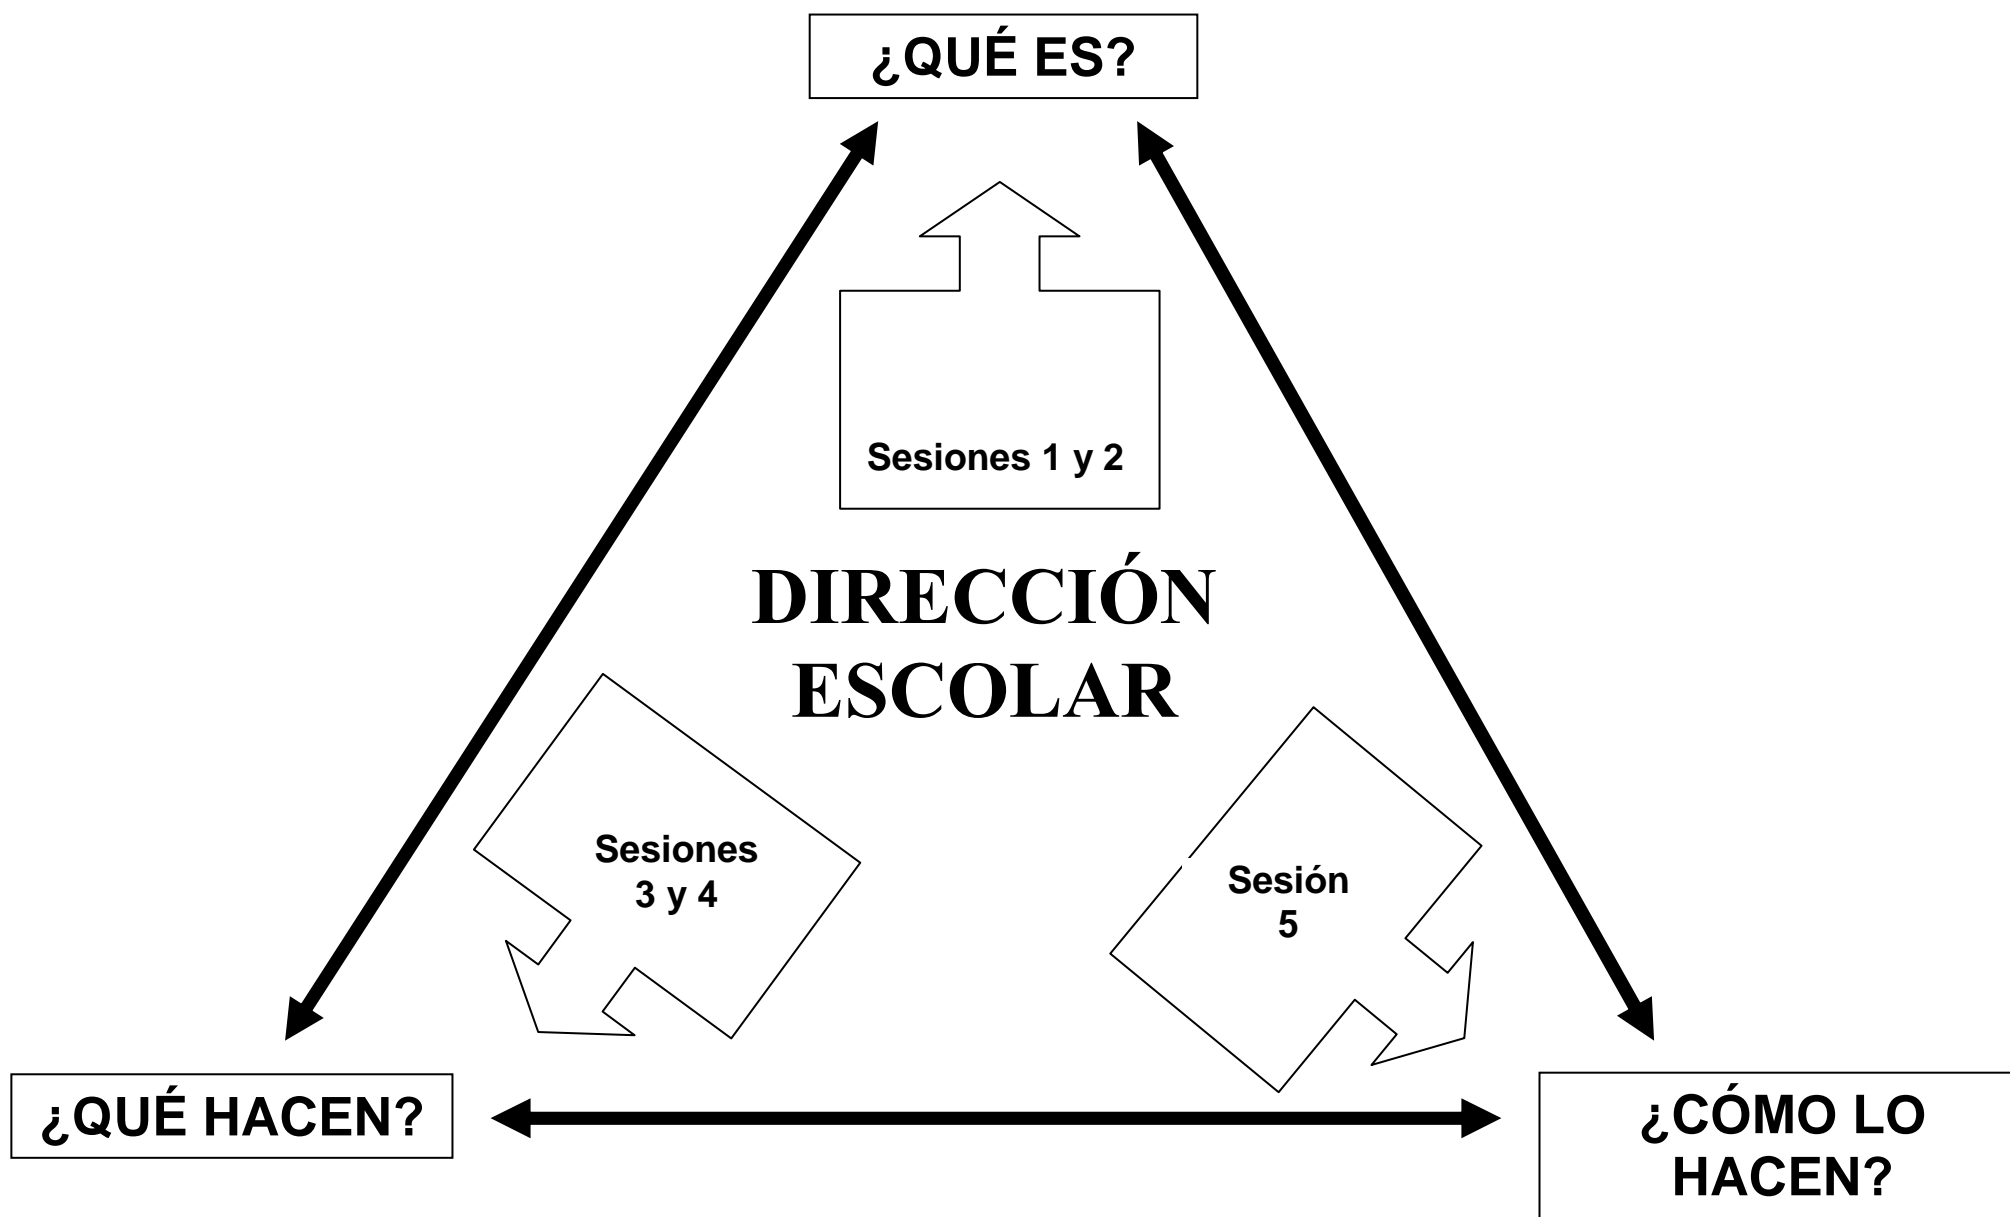 ¿QUÉ ES?
Sesiones 1 y 2
DIRECCIÓN
ESCOLAR
Sesiones
3 y 4
Sesión
5
¿QUÉ HACEN?
¿CÓMO LO
HACEN?